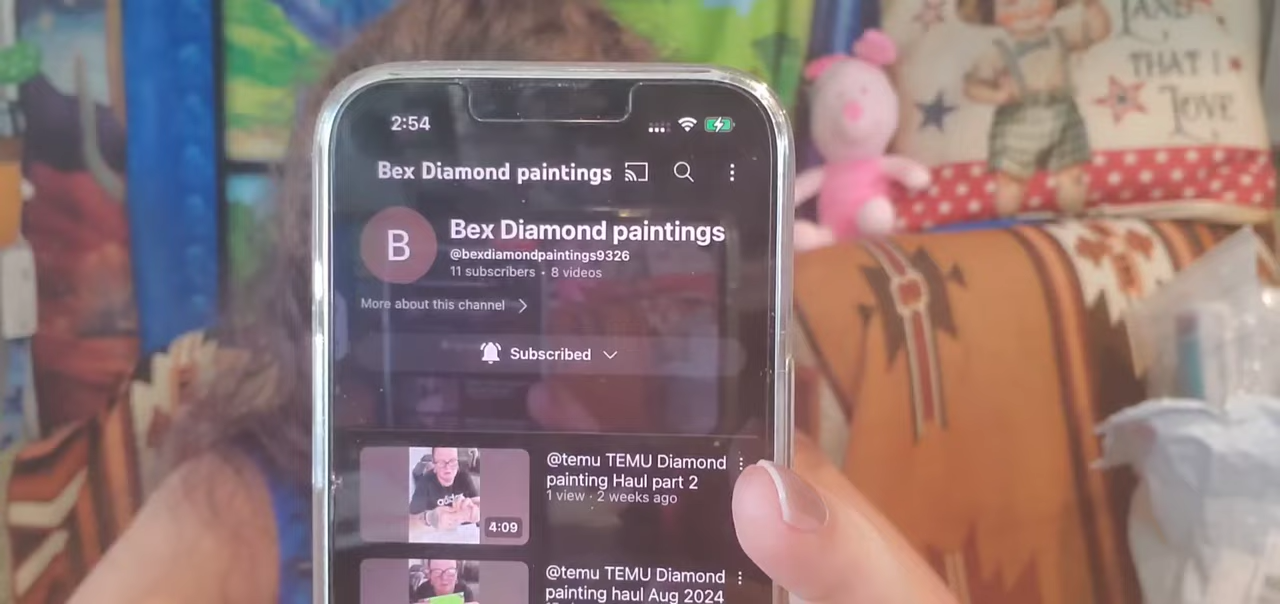 TAKEN
THAT I
LOVE
2:54
Bex Diamond paintings
B
Bex Diamond paintings
@bexdiamondpaintings9326
11 subscribers • 8 videos
More about this channel
Subscribed
@temu TEMU Diamond
painting Haul part 2
1 view · 2 weeks ago
4:09
@temu TEMU Diamond
painting haul Aug 2024